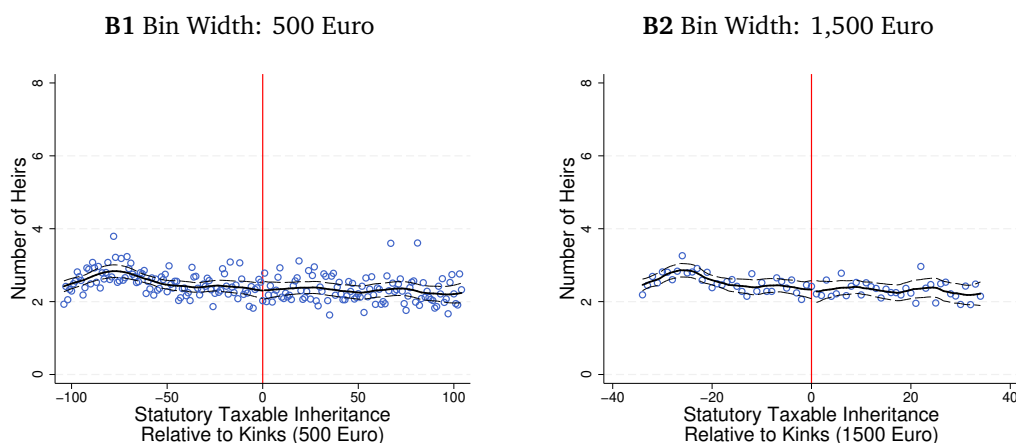 B1 Bin Width: 500 Euro
Number of Heirs
8
6
4
2
0
−100
−50
0
50
100
Statutory Taxable Inheritance
Relative to Kinks (500 Euro)
B2 Bin Width: 1,500 Euro
Number of Heirs
8
6
4
2
0
−40
−20
0
20
40
Statutory Taxable Inheritance
Relative to Kinks (1500 Euro)